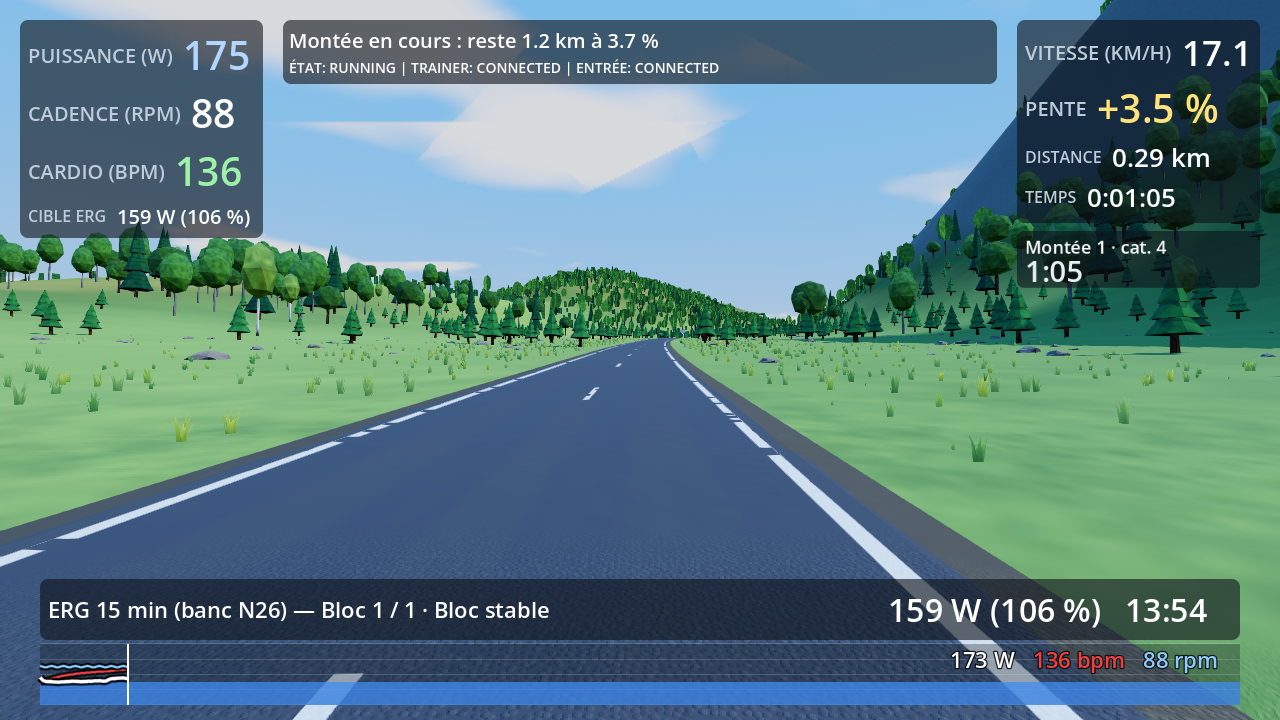 PUISSANCE (W) 175
CADENCE (RPM) 88
CARDIO (BPM) 136
CIBLE ERG 159 W (106 %)
Montée en cours : reste 1.2 km à 3.7 %
ÉTAT: RUNNING | TRAINER: CONNECTED | ENTRÉE: CONNECTED
VITESSE (KM/H) 17.1
PENTE +3.5 %
DISTANCE 0.29 km
TEMPS 0:01:05
Montée 1 · cat. 4
1:05
ERG 15 min (banc N26) — Bloc 1 / 1 · Bloc stable 159 W (106 %) 13:54
173 W 136 bpm 88 rpm